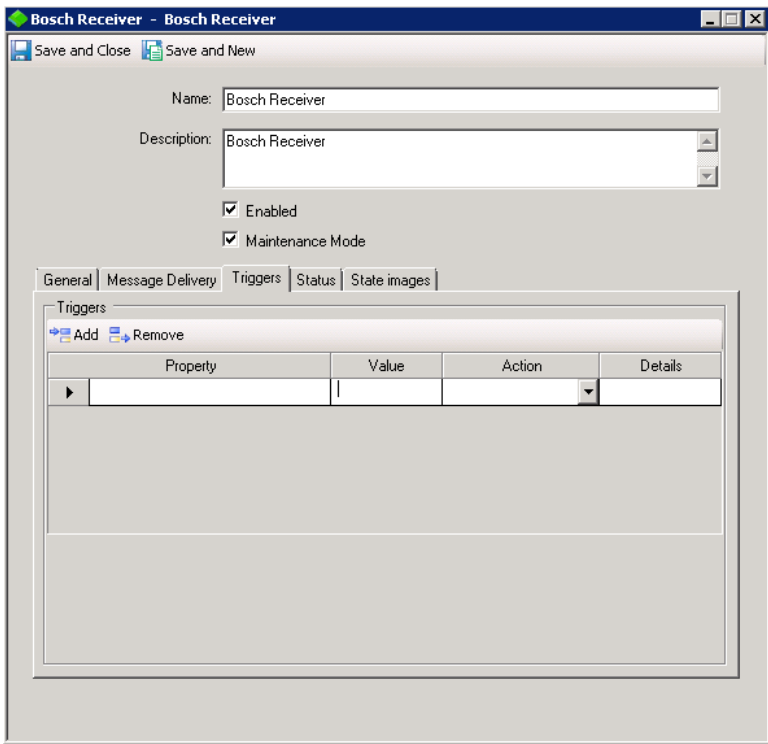 Bosch Receiver - Bosch Receiver
Save and Close Save and New
Name: Bosch Receiver
Description: Bosch Receiver
Enabled
Maintenance Mode
General Message Delivery Triggers Status State images
Triggers
Add Remove
Property Value Action Details